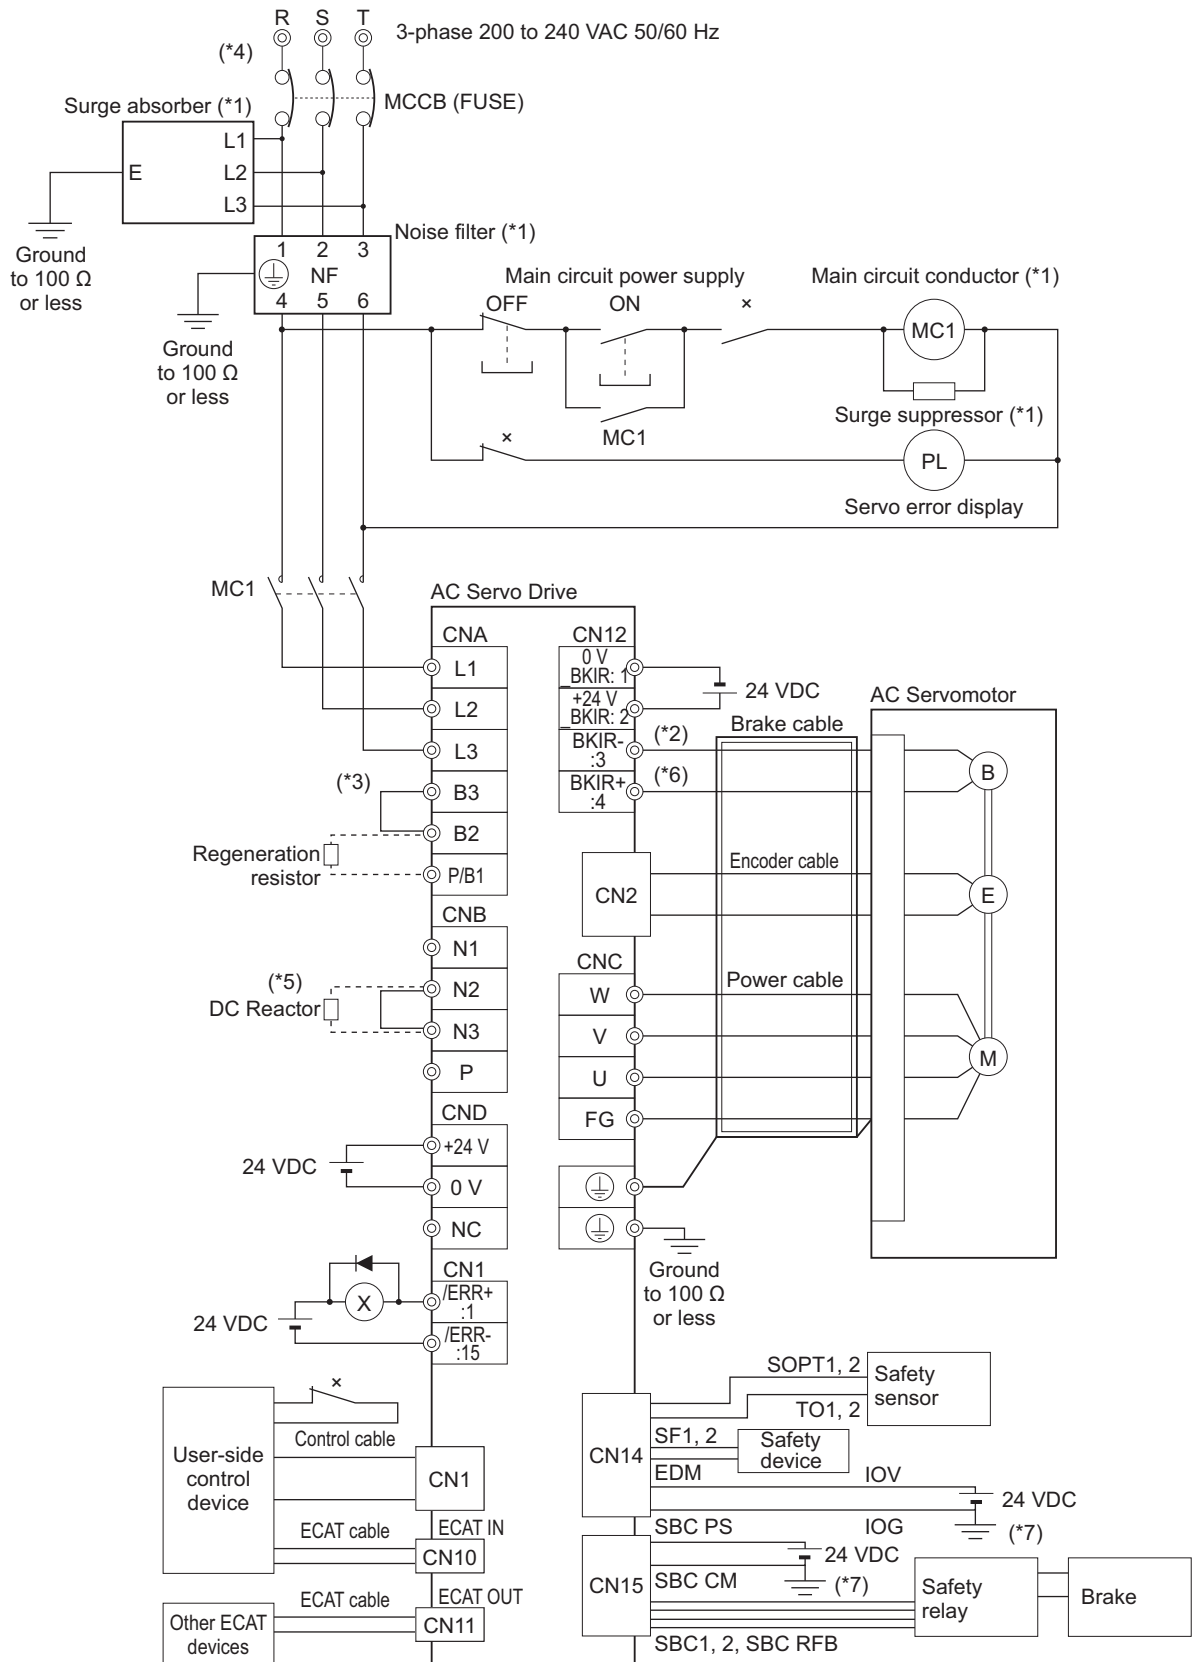 R S T
3-phase 200 to 240 VAC 50/60 Hz
(*4)
MCCB (FUSE)
Surge absorber (*1)
L1
E
L2
L3
Ground
to 100 Ω
or less
Noise filter (*1)
1 2 3
NF
4 5 6
Ground
to 100 Ω
or less
Main circuit power supply
OFF
ON
×
Main circuit conductor (*1)
MC1
Surge suppressor (*1)
MC1
×
PL
Servo error display
MC1
AC Servo Drive
CNA
L1
L2
L3
(*3)
B3
B2
P/B1
Regeneration
resistor
CNB
N1
(*5)
N2
DC Reactor
N3
P
CND
+24 V
24 VDC
0 V
NC
CN1
/ERR+
:1
X
24 VDC
/ERR-
:15
CN12
0 V
_BKIR: 1
+24 V
_BKIR: 2
24 VDC
BKIR-
:3
(*2)
BKIR+
:4
(*6)
Brake cable
AC Servomotor
B
Encoder cable
CN2
E
CNC
Power cable
W
V
U
FG
M
Ground
to 100 Ω
or less
×
User-side
control
device
Control cable
CN1
ECAT cable
ECAT IN
CN10
ECAT cable
ECAT OUT
Other ECAT
devices
CN11
CN14
SOPT1, 2
TO1, 2
Safety
sensor
SF1, 2
Safety
device
EDM
IOV
24 VDC
IOG
(*7)
CN15
SBC PS
24 VDC
SBC CM
(*7)
Safety
relay
Brake
SBC1, 2, SBC RFB